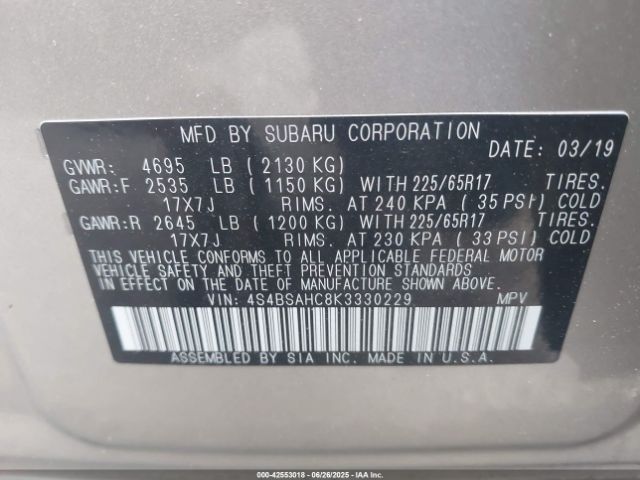 MFD BY SUBARU CORPORATION
DATE: 03/19
GVWR: 4695 LB ( 2130 KG)
GAWR:F 2535 LB ( 1150 KG) WITH 225/65R17 TIRES.
17X7J RIMS. AT 240 KPA ( 35 PSI) COLD
GAWR:R 2645 LB ( 1200 KG) WITH 225/65R17 TIRES.
17X7J RIMS. AT 230 KPA ( 33 PSI) COLD
THIS VEHICLE CONFORMS TO ALL APPLICABLE FEDERAL MOTOR
VEHICLE SAFETY AND THEFT PREVENTION STANDARDS
IN EFFECT ON THE DATE OF MANUFACTURE SHOWN ABOVE.
VIN: 4S4BSAHC8K3330229 MPV
ASSEMBLED BY SIA INC. MADE IN U.S.A.
000-42553018 - 06/26/2025 - IAAI.COM